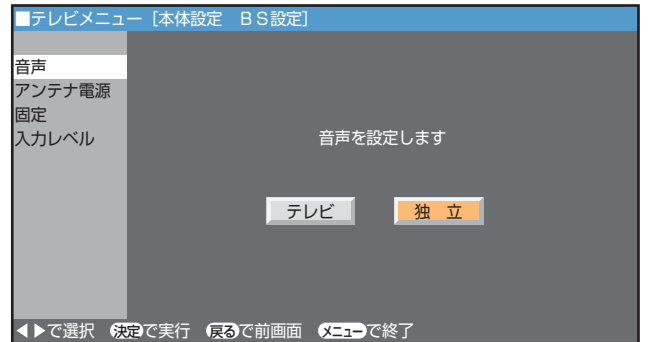 ■テレビメニュー［本体設定　ＢＳ設定］
音声
アンテナ電源
固定
入力レベル
音声を設定します
テレビ　独　立
◀▶で選択　決定で実行　戻るで前画面　メニューで終了